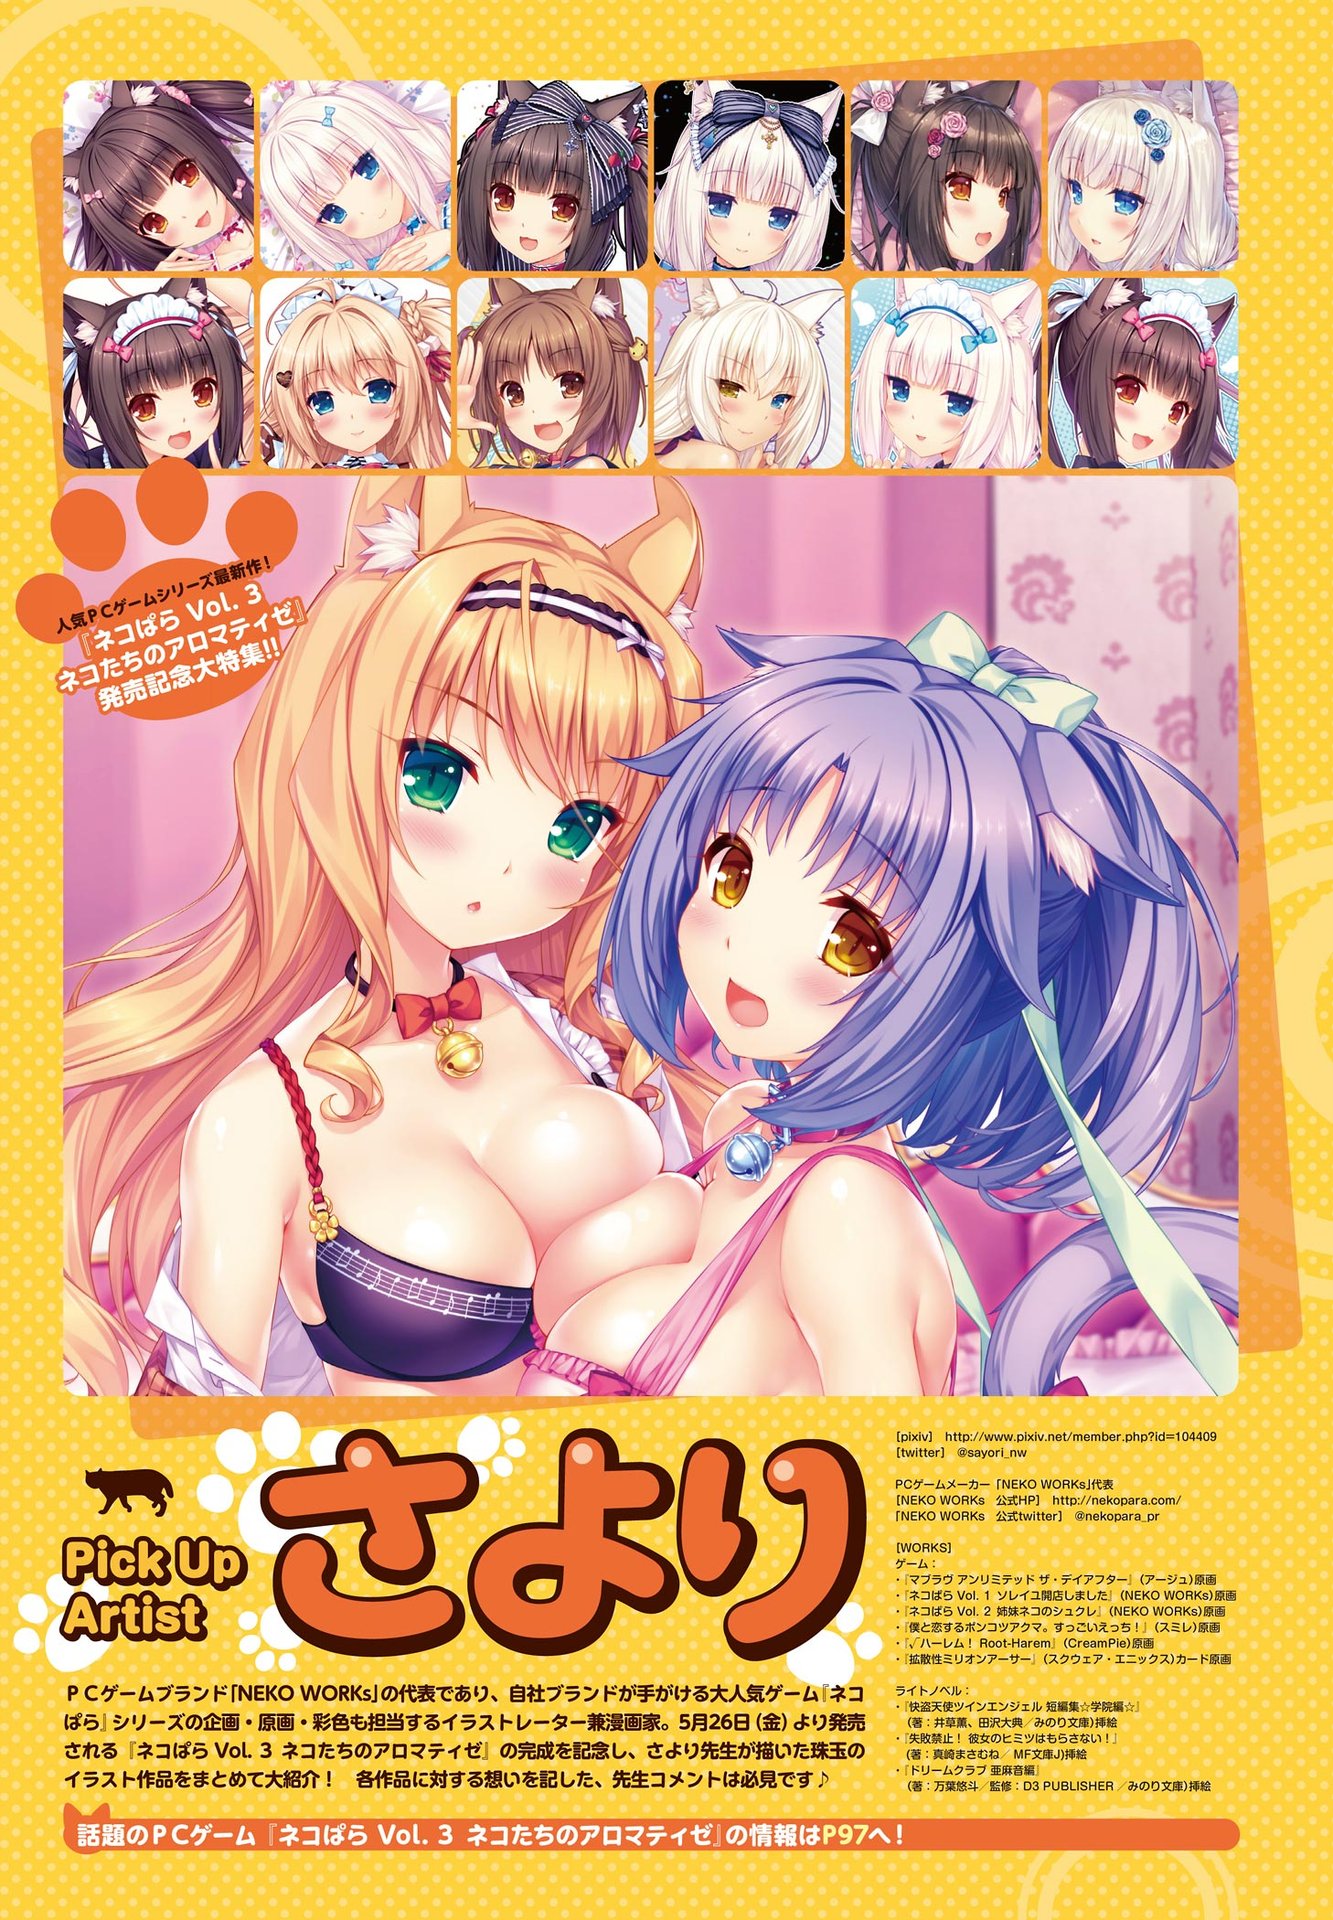 人気PCゲームシリーズ最新作!
『ネコぱら Vol. 3
ネコたちのアロマティゼ』
発売記念大特集!!
Pick Up
Artist
さより
[pixiv] http://www.pixiv.net/member.php?id=104409
[twitter] @sayori_nw
PCゲームメーカー「NEKO WORKs」代表
[NEKO WORKs 公式HP] http://nekopara.com/
「NEKO WORKs 公式twitter] @nekopara_pr
[WORKS]
ゲーム：
・『マブラヴ アンリミテッド ザ・デイアフター』（アージュ）原画
・『ネコぱら Vol. 1 ソレイユ開店しました』（NEKO WORKs）原画
・『ネコぱら Vol. 2 姉妹ネコのシュクレ』（NEKO WORKs）原画
・『僕と恋するポンコツアクマ。すっごいえっち！』（スミレ）原画
・『√ハーレム！ Root-Harem』（CreamPie）原画
・『拡散性ミリオンアーサー』（スクウェア・エニックス）カード原画
ライトノベル：
・『快盗天使ツインエンジェル 短編集☆学院編☆』
（著：井草薫、田沢大典／みのり文庫）挿絵
・『失敗禁止！ 彼女のヒミツはもらさない！』
（著：真崎まさむね／ MF文庫J）挿絵
・『ドリームクラブ 亜麻音編』
（著：万葉悠斗／監修：D3 PUBLISHER ／みのり文庫）挿絵
ＰＣゲームブランド「NEKO WORKs」の代表であり、自社ブランドが手がける大人気ゲーム『ネコ
ぱら』シリーズの企画・原画・彩色も担当するイラストレーター兼漫画家。5月26日（金）より発売
される『ネコぱら Vol. 3 ネコたちのアロマティゼ』の完成を記念し、さより先生が描いた珠玉の
イラスト作品をまとめて大紹介！ 各作品に対する想いを記した、先生コメントは必見です♪
話題のＰＣゲーム『ネコぱら Vol. 3 ネコたちのアロマティゼ』の情報はP97へ！